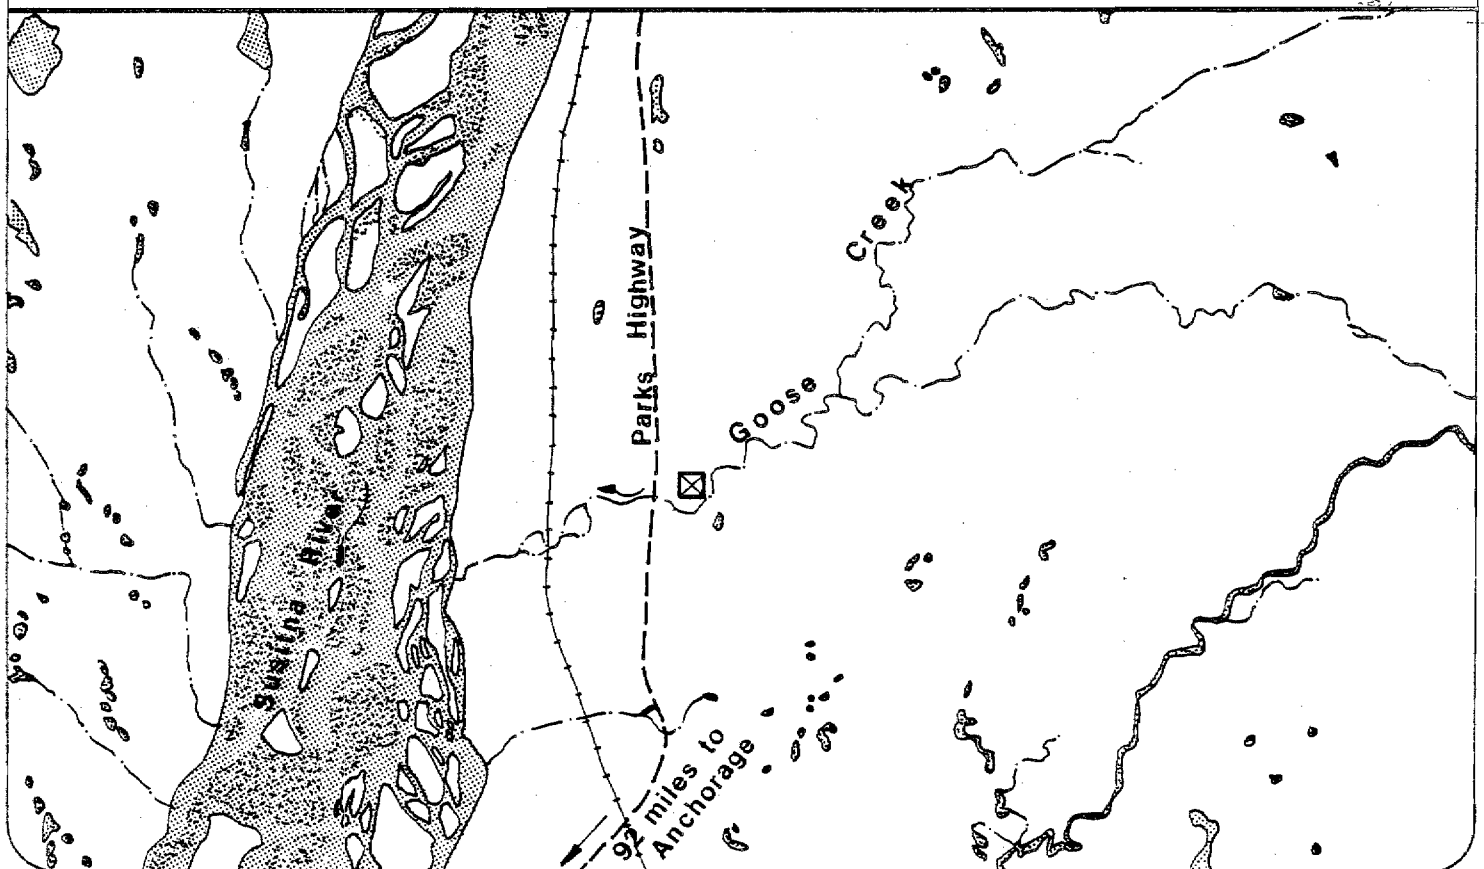 Creek
Parks Highway
Goose
Susitna River
92 miles to
Anchorage